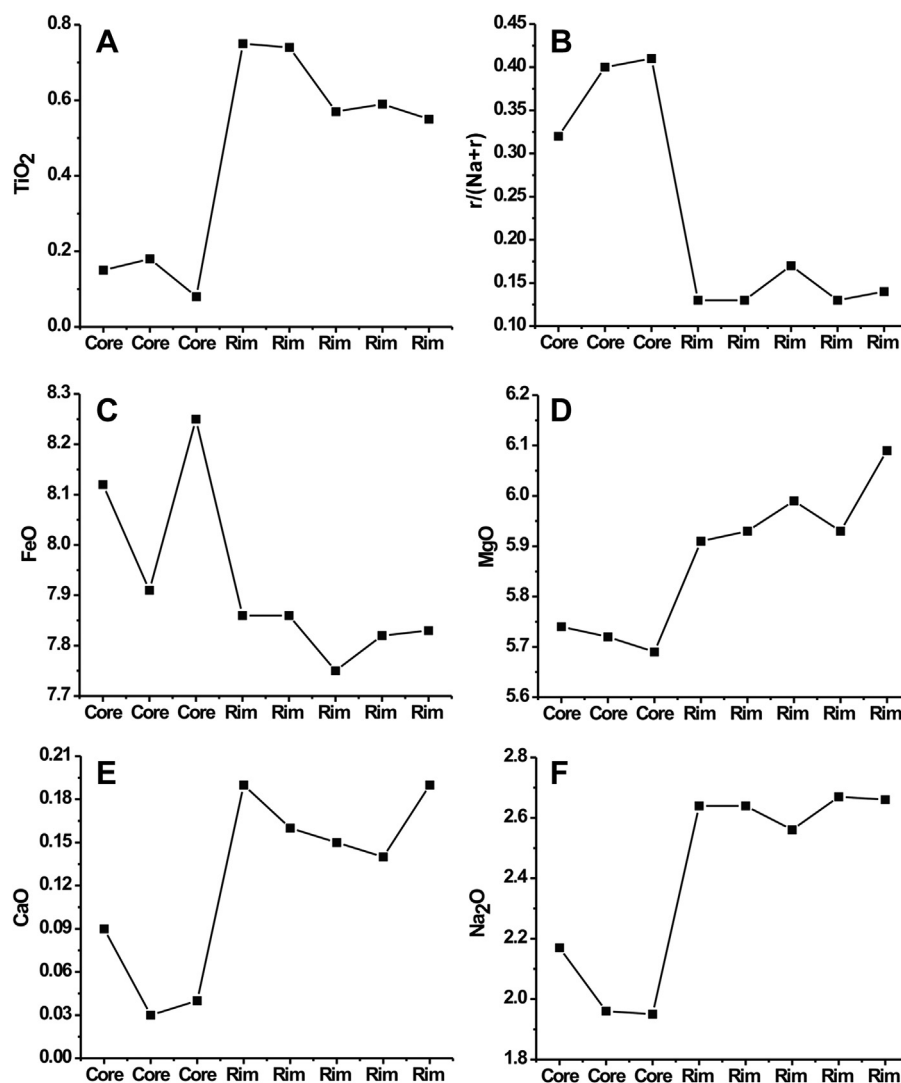 A
TiO2
0.8
0.6
0.4
0.2
0.0
Core Core Core Rim Rim Rim Rim Rim
B
r/(Na+r)
0.45
0.40
0.35
0.30
0.25
0.20
0.15
0.10
Core Core Core Rim Rim Rim Rim Rim
C
FeO
8.3
8.2
8.1
8.0
7.9
7.8
7.7
Core Core Core Rim Rim Rim Rim Rim
D
MgO
6.2
6.1
6.0
5.9
5.8
5.7
5.6
Core Core Core Rim Rim Rim Rim Rim
E
CaO
0.21
0.18
0.15
0.12
0.09
0.06
0.03
0.00
Core Core Core Rim Rim Rim Rim Rim
F
Na2O
2.8
2.6
2.4
2.2
2.0
1.8
Core Core Core Rim Rim Rim Rim Rim